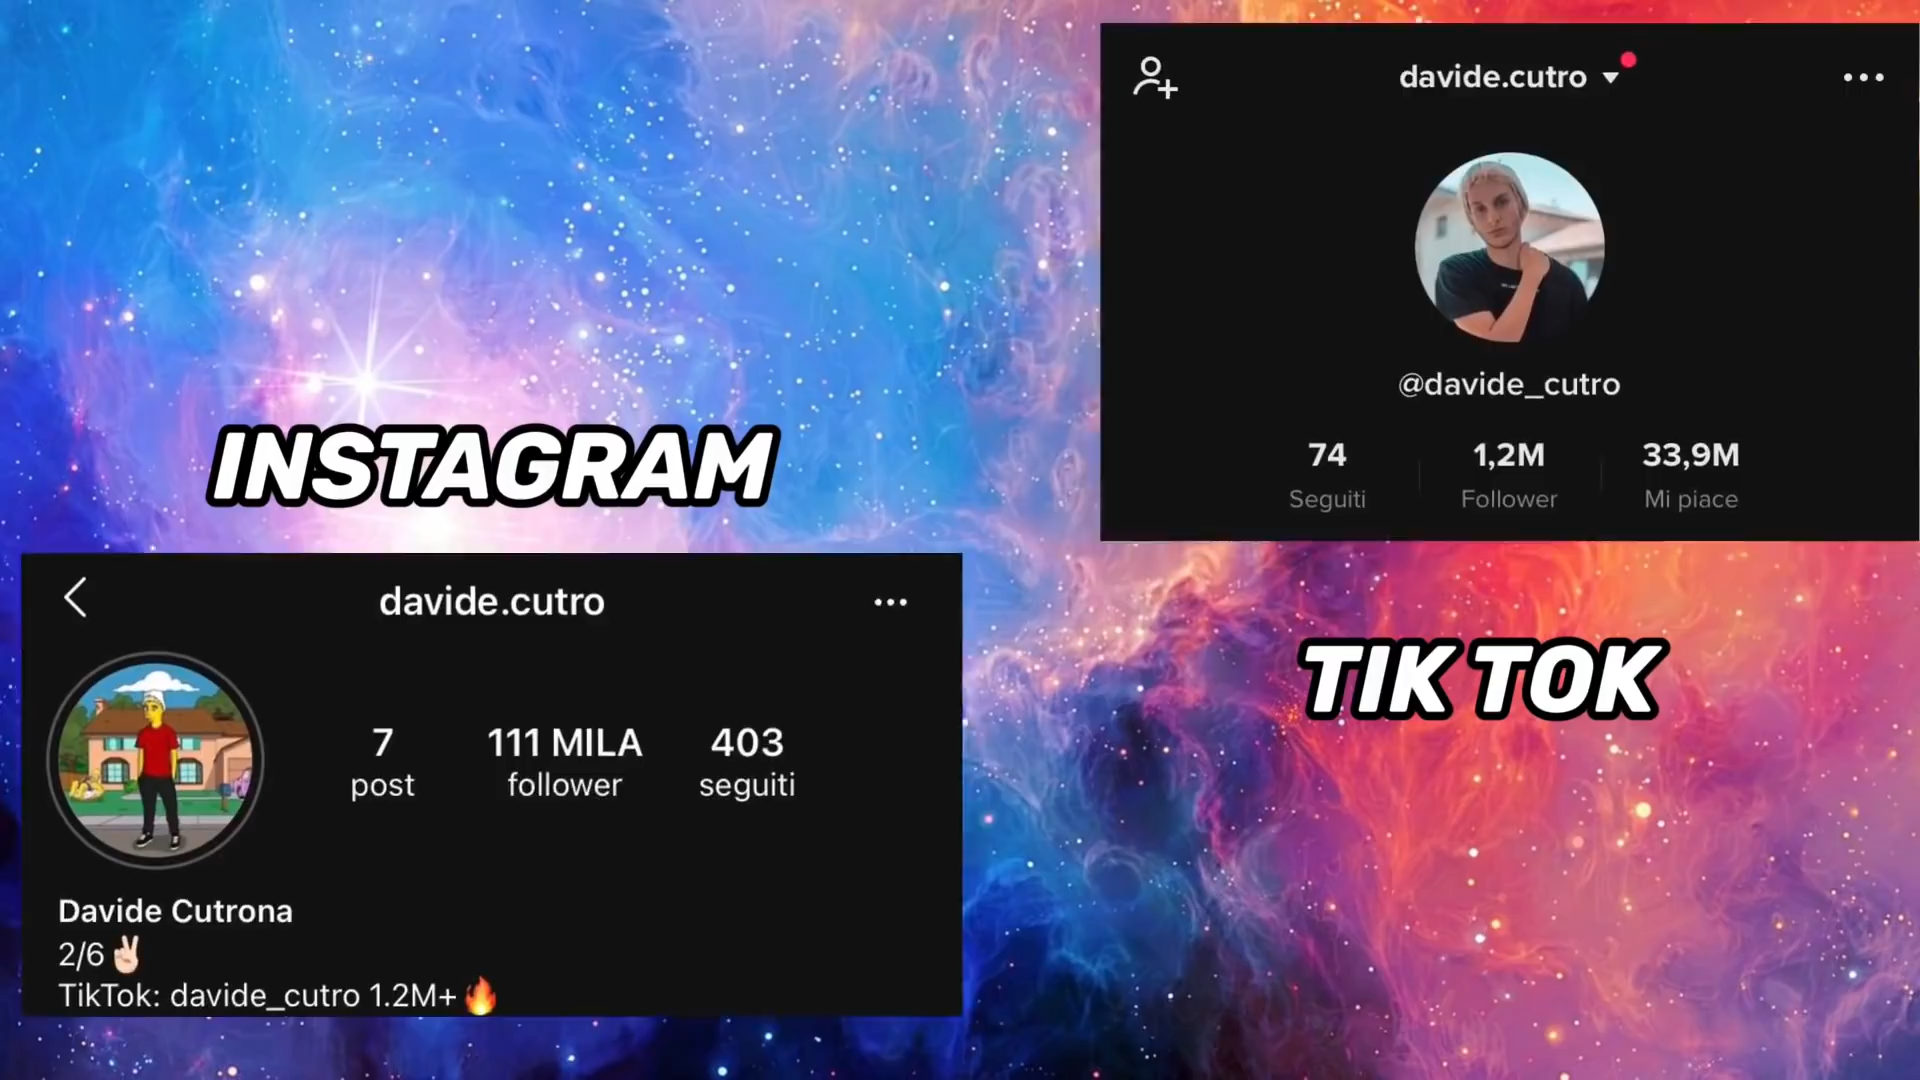 INSTAGRAM
davide.cutro
7
111 MILA
403
post
follower
seguiti
Davide Cutrona
2/6✌🏻
TikTok: davide_cutro 1.2M+🔥
davide.cutro
@davide_cutro
74
1,2M
33,9M
Seguiti
Follower
Mi piace
TIK TOK